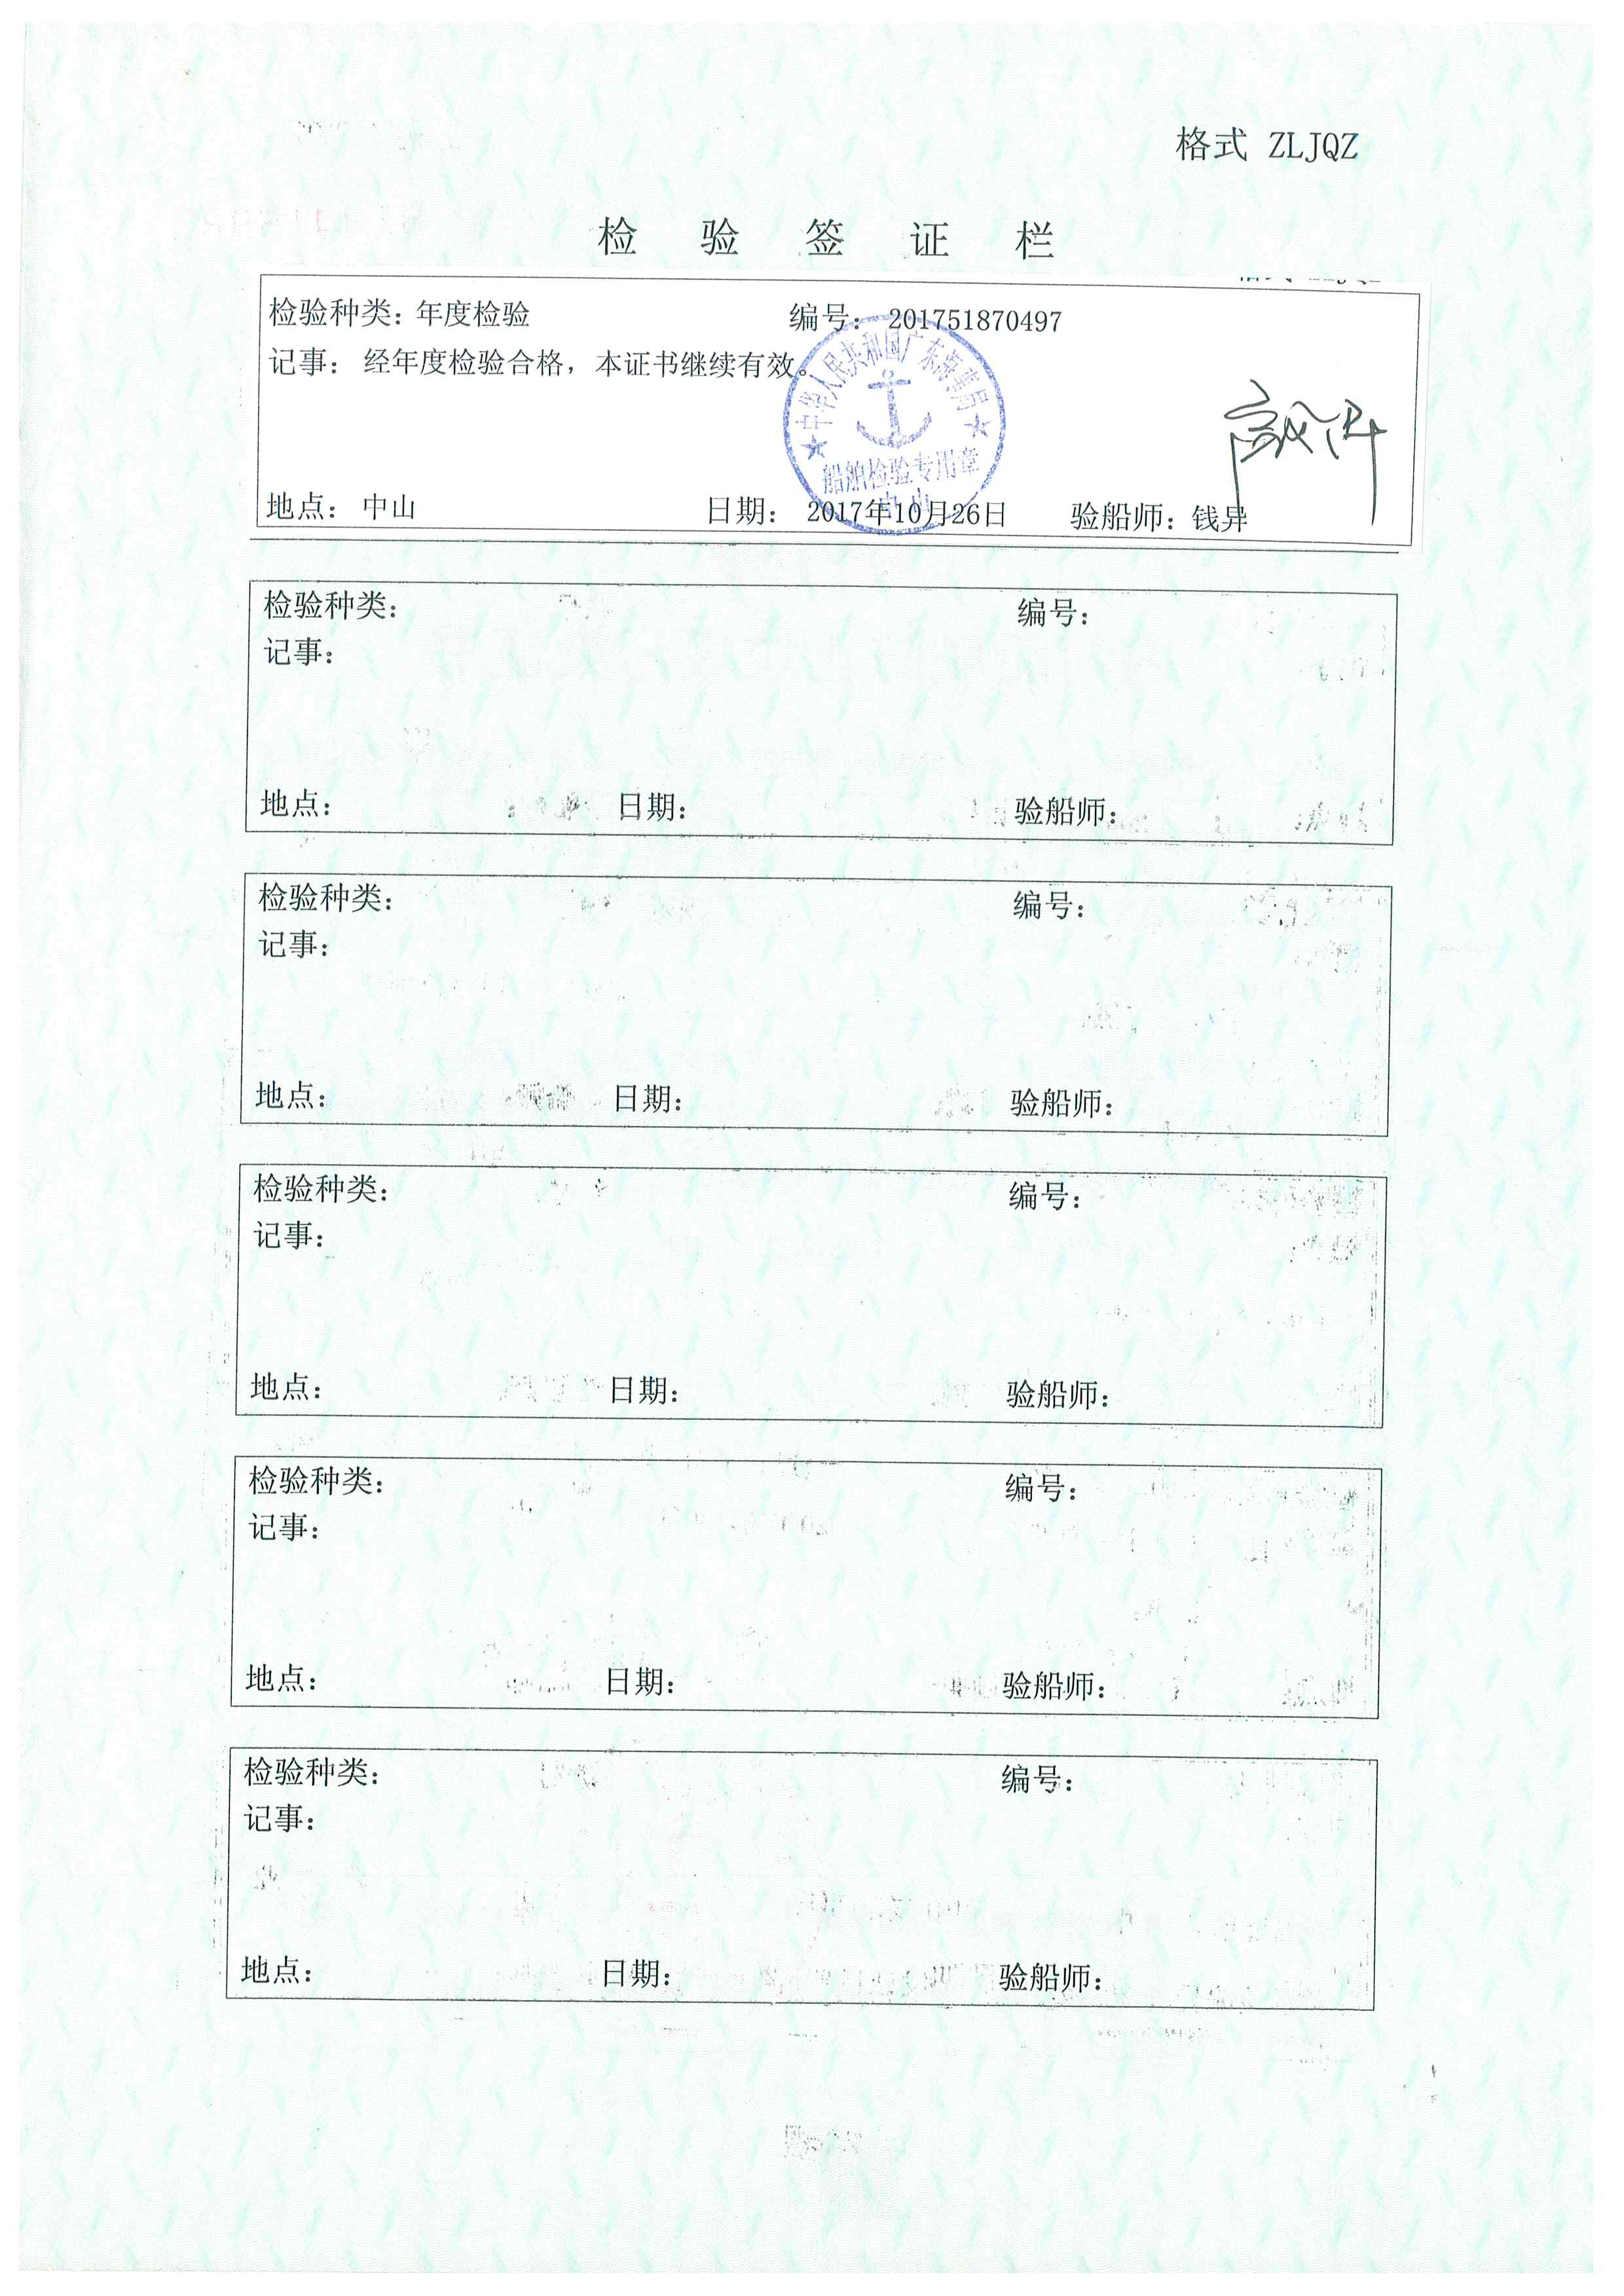 格式 ZLJQZ
检 验 签 证 栏
检验种类：年度检验 编号： 201751870497
记事： 经年度检验合格，本证书继续有效。
中华人民共和国广东海事局
船舶检验专用章
中山
地点： 中山 日期： 2017年10月26日 验船师：钱异
检验种类： 编号：
记事：
地点： 日期： 验船师：
检验种类： 编号：
记事：
地点： 日期： 验船师：
检验种类： 编号：
记事：
地点： 日期： 验船师：
检验种类： 编号：
记事：
地点： 日期： 验船师：
检验种类： 编号：
记事：
地点： 日期： 验船师：